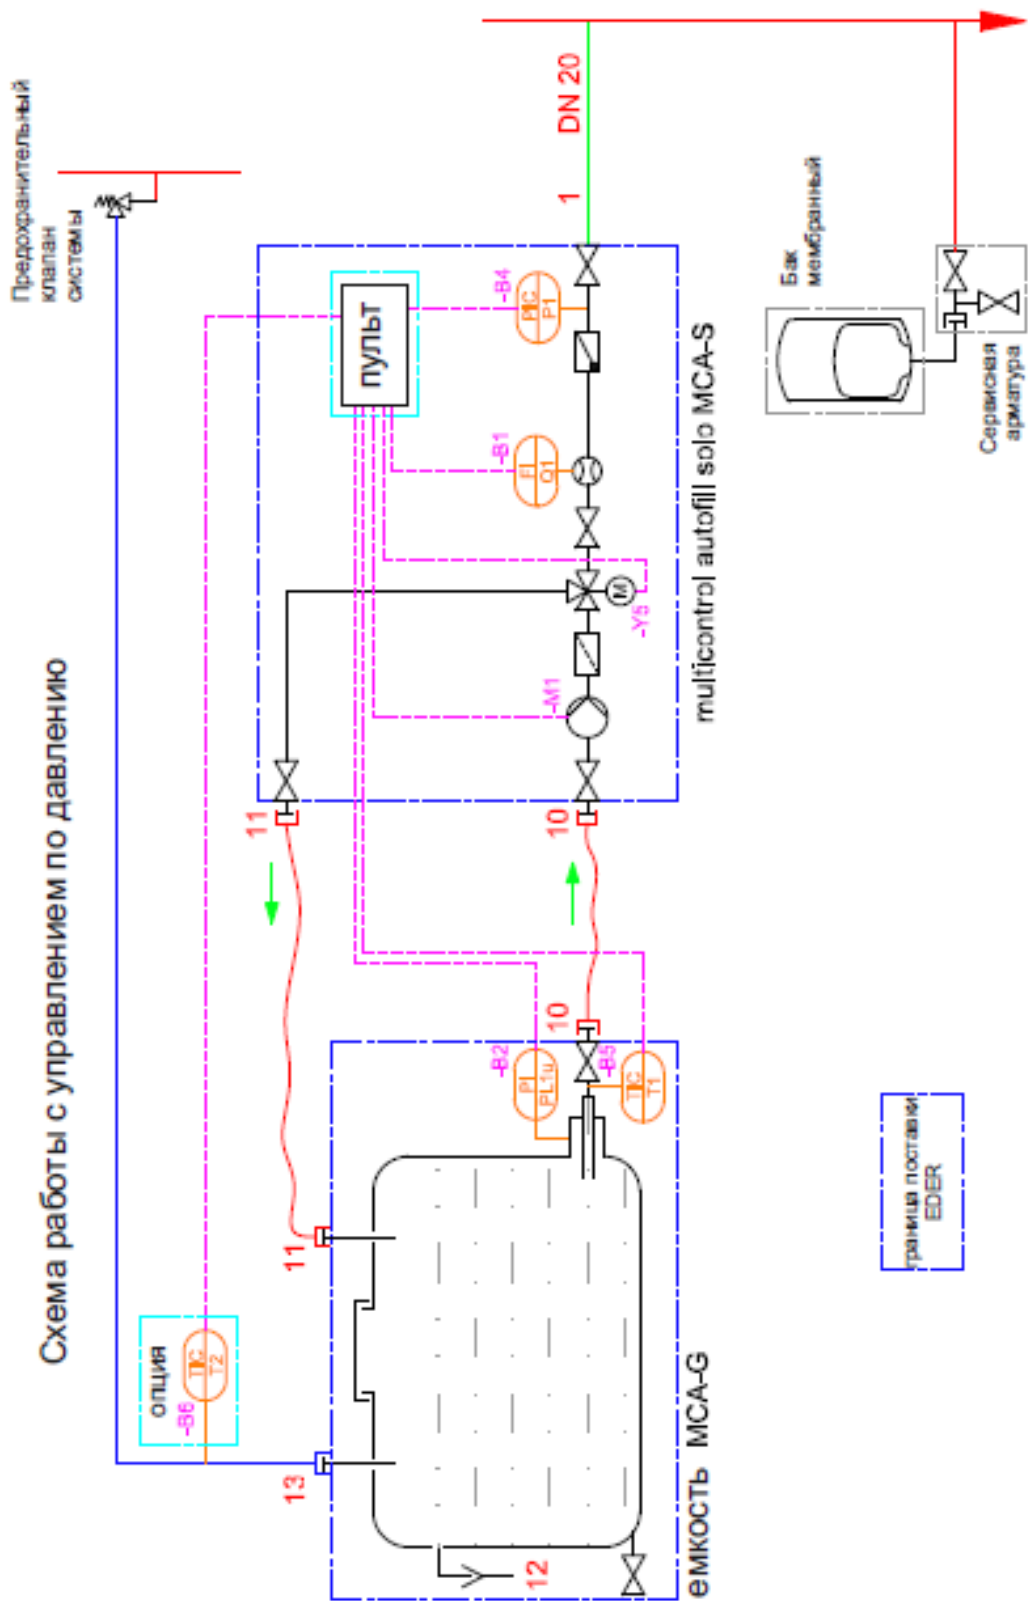 Схема работы с управлением по давлению
Предохранительный
клапан
системы
опция
-B6
TIC
T2
13
11
11
пульт
-B4
PIC
P1
-B1
FI
Q1
-M1
M
-Y5
1
DN 20
10
10
-B2
PI
-B5
TIC
T1
12
емкость MCA-G
multicontrol autofill solo MCA-S
Бак
мембранный
Сервисная
арматура
граница поставки
EDER